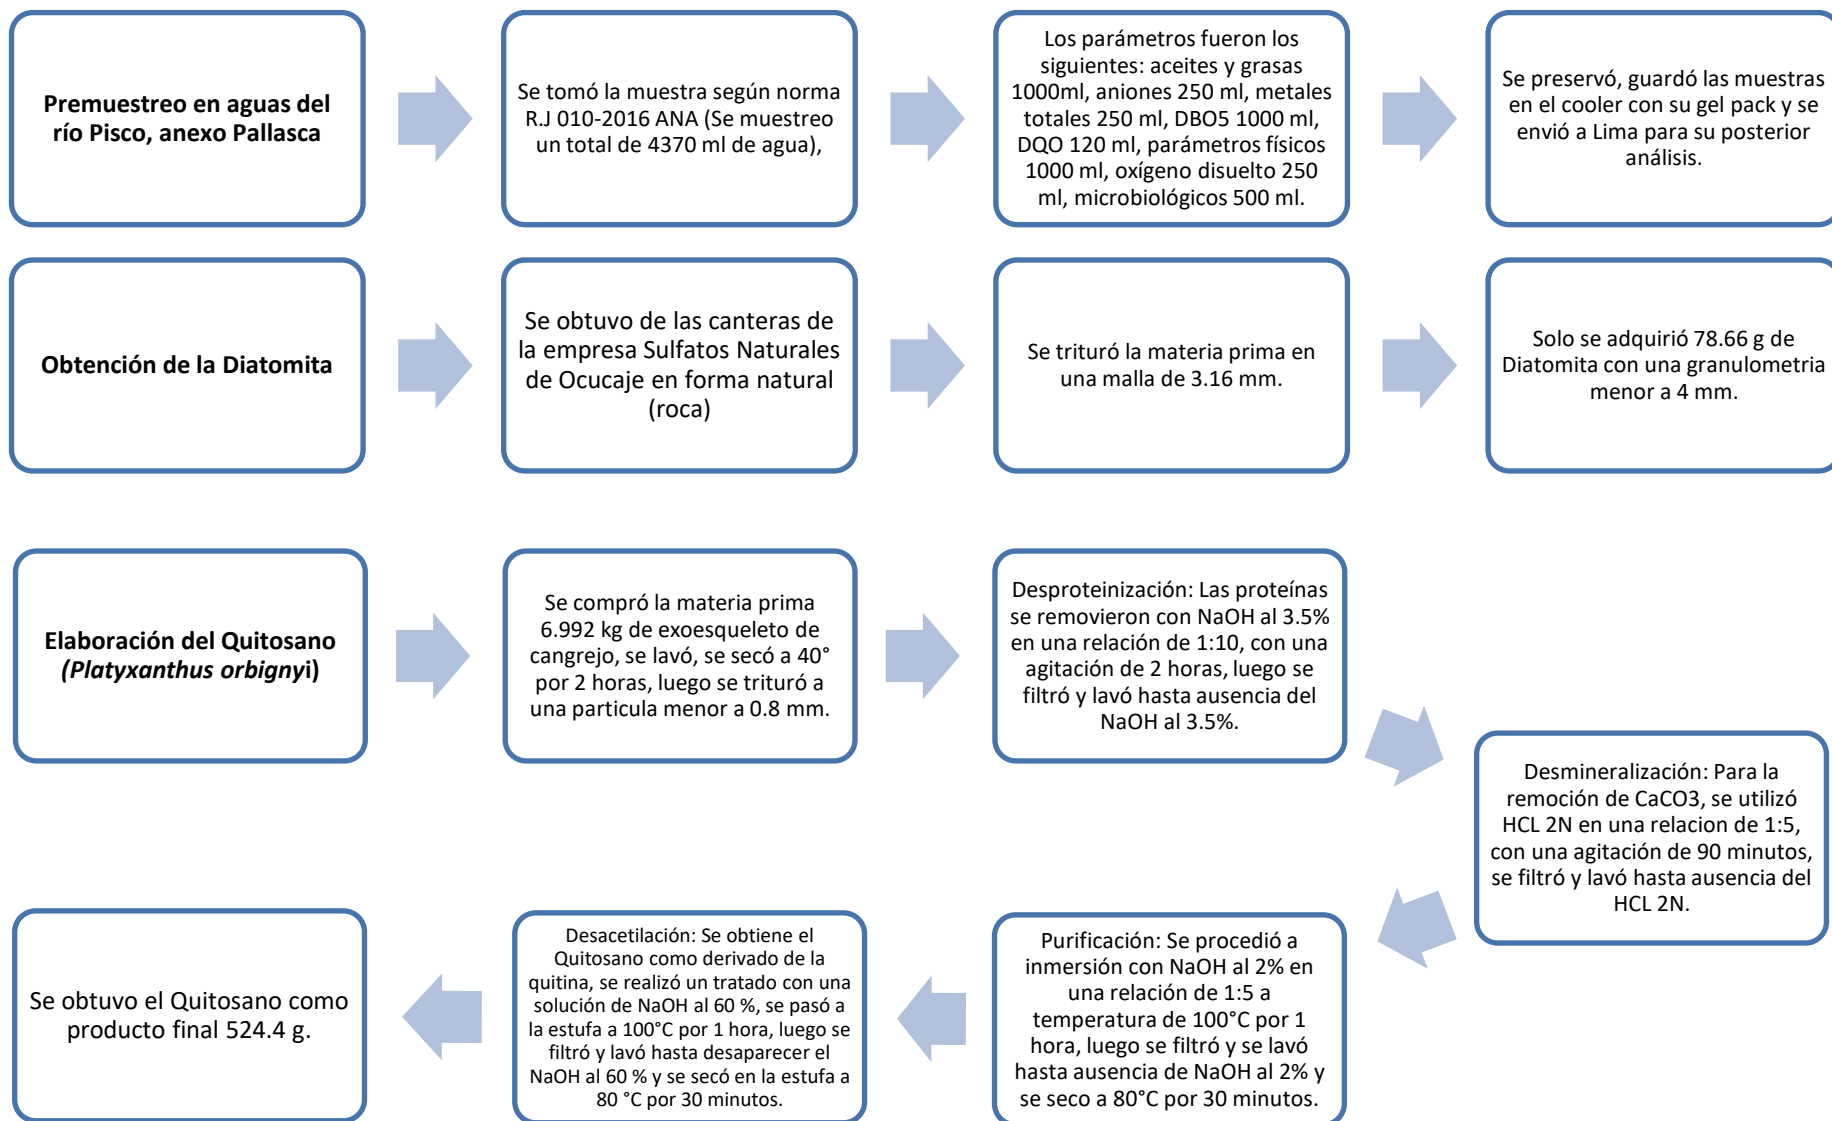 Premuestreo en aguas del
río Pisco, anexo Pallasca
Se tomó la muestra según norma
R.J 010-2016 ANA (Se muestreo
un total de 4370 ml de agua),
Los parámetros fueron los
siguientes: aceites y grasas
1000ml, aniones 250 ml, metales
totales 250 ml, DBO5 1000 ml,
DQO 120 ml, parámetros físicos
1000 ml, oxígeno disuelto 250
ml, microbiológicos 500 ml.
Se preservó, guardó las muestras
en el cooler con su gel pack y se
envió a Lima para su posterior
análisis.
Obtención de la Diatomita
Se obtuvo de las canteras de
la empresa Sulfatos Naturales
de Ocucaje en forma natural
(roca)
Se trituró la materia prima en
una malla de 3.16 mm.
Solo se adquirió 78.66 g de
Diatomita con una granulometria
menor a 4 mm.
Elaboración del Quitosano
(Platyxanthus orbignyi)
Se compró la materia prima
6.992 kg de exoesqueleto de
cangrejo, se lavó, se secó a 40°
por 2 horas, luego se trituró a
una particula menor a 0.8 mm.
Desproteinización: Las proteínas
se removieron con NaOH al 3.5%
en una relación de 1:10, con una
agitación de 2 horas, luego se
filtró y lavó hasta ausencia del
NaOH al 3.5%.
Desmineralización: Para la
remoción de CaCO3, se utilizó
HCL 2N en una relacion de 1:5,
con una agitación de 90 minutos,
se filtró y lavó hasta ausencia del
HCL 2N.
Purificación: Se procedió a
inmersión con NaOH al 2% en
una relación de 1:5 a
temperatura de 100°C por 1
hora, luego se filtró y se lavó
hasta ausencia de NaOH al 2% y
se seco a 80°C por 30 minutos.
Desacetilación: Se obtiene el
Quitosano como derivado de la
quitina, se realizó un tratado con una
solución de NaOH al 60 %, se pasó a
la estufa a 100°C por 1 hora, luego se
filtró y lavó hasta desaparecer el
NaOH al 60 % y se secó en la estufa a
80 °C por 30 minutos.
Se obtuvo el Quitosano como
producto final 524.4 g.